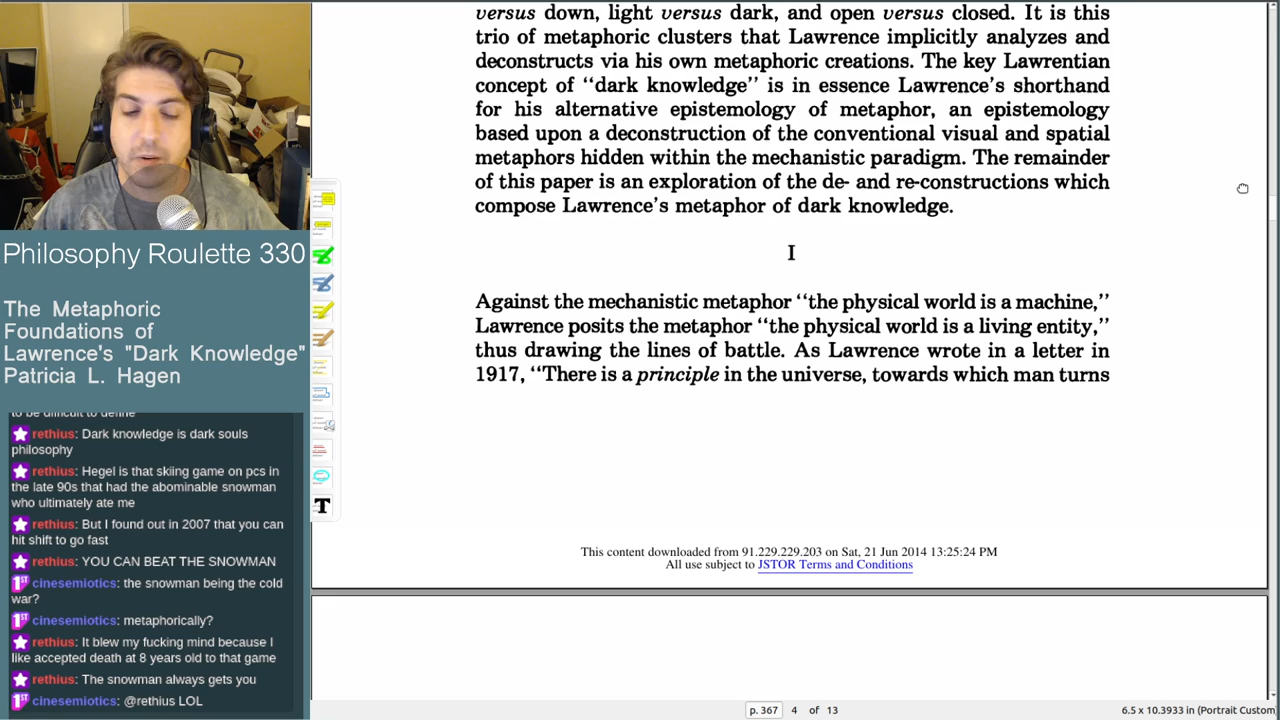 versus down, light versus dark, and open versus closed. It is this
trio of metaphoric clusters that Lawrence implicitly analyzes and
deconstructs via his own metaphoric creations. The key Lawrentian
concept of “dark knowledge” is in essence Lawrence's shorthand
for his alternative epistemology of metaphor, an epistemology
based upon a deconstruction of the conventional visual and spatial
metaphors hidden within the mechanistic paradigm. The remainder
of this paper is an exploration of the de- and re-constructions which
compose Lawrence's metaphor of dark knowledge.
I
Against the mechanistic metaphor “the physical world is a machine,”
Lawrence posits the metaphor “the physical world is a living entity,”
thus drawing the lines of battle. As Lawrence wrote in a letter in
1917, “There is a principle in the universe, towards which man turns
This content downloaded from 91.229.229.203 on Sat, 21 Jun 2014 13:25:24 PM
All use subject to JSTOR Terms and Conditions
p. 367 4 of 13
6.5 x 10.3933 in (Portrait Custom
T
Philosophy Roulette 330
The Metaphoric
Foundations of
Lawrence's "Dark Knowledge"
Patricia L. Hagen
to be difficult to define
rethius: Dark knowledge is dark souls
philosophy
rethius: Hegel is that skiing game on pcs in
the late 90s that had the abominable snowman
who ultimately ate me
rethius: But I found out in 2007 that you can
hit shift to go fast
rethius: YOU CAN BEAT THE SNOWMAN
1ST cinesemiotics: the snowman being the cold
war?
1ST cinesemiotics: metaphorically?
rethius: It blew my fucking mind because I
like accepted death at 8 years old to that game
rethius: The snowman always gets you
1ST cinesemiotics: @rethius LOL